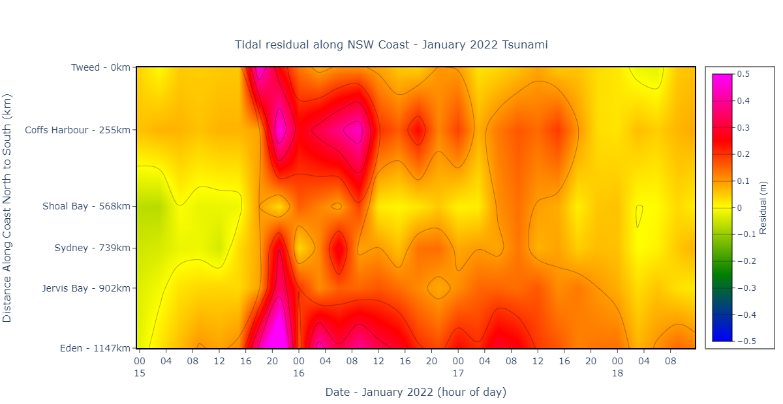 Tidal residual along NSW Coast - January 2022 Tsunami
Distance Along Coast North to South (km)
Tweed - 0km
Coffs Harbour - 255km
Shoal Bay - 568km
Sydney - 739km
Jervis Bay - 902km
Eden - 1147km
00 04 08 12 16 20 00 04 08 12 16 20 00 04 08 12 16 20 00 04 08
15 16 17 18
Date - January 2022 (hour of day)
0.5
0.4
0.3
0.2
0.1
0
−0.1
−0.2
−0.3
−0.4
−0.5
Residual (m)